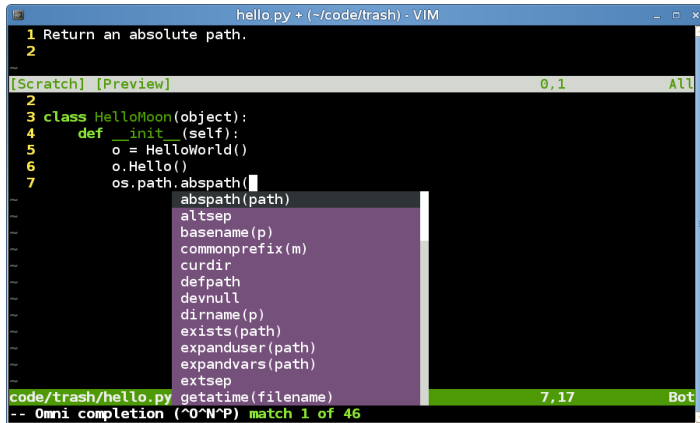 hello.py + (~/code/trash) - VIM
1 Return an absolute path.
2
~
[Scratch] [Preview] 0,1 All
2
3 class HelloMoon(object):
4 def __init__(self):
5 o = HelloWorld()
6 o.Hello()
7 os.path.abspath(
~ abspath(path)
~ altsep
~ basename(p)
~ commonprefix(m)
~ curdir
~ defpath
~ devnull
~ dirname(p)
~ exists(path)
~ expanduser(path)
~ expandvars(path)
~ extsep
code/trash/hello.py getatime(filename) 7,17 Bot
-- Omni completion (^O^N^P) match 1 of 46